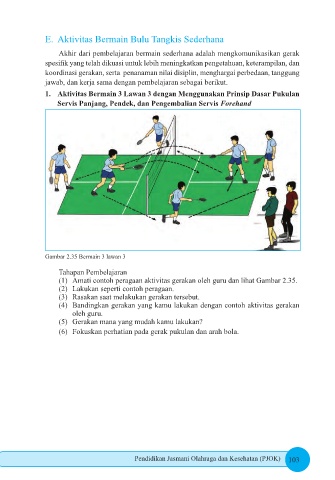 E. Aktivitas Bermain Bulu Tangkis Sederhana
Akhir dari pembelajaran bermain sederhana adalah mengkomunikasikan gerak
spesifik yang telah dikuasi untuk lebih meningkatkan pengetahuan, keterampilan, dan
koordinasi gerakan, serta penanaman nilai disiplin, menghargai perbedaan, tanggung
jawab, dan kerja sama dengan pembelajaran sebagai berikut.
1. Aktivitas Bermain 3 Lawan 3 dengan Menggunakan Prinsip Dasar Pukulan
Servis Panjang, Pendek, dan Pengembalian Servis Forehand
Gambar 2.35 Bermain 3 lawan 3
Tahapan Pembelajaran
(1) Amati contoh peragaan aktivitas gerakan oleh guru dan lihat Gambar 2.35.
(2) Lakukan seperti contoh peragaan.
(3) Rasakan saat melakukan gerakan tersebut.
(4) Bandingkan gerakan yang kamu lakukan dengan contoh aktivitas gerakan
oleh guru.
(5) Gerakan mana yang mudah kamu lakukan?
(6) Fokuskan perhatian pada gerak pukulan dan arah bola.
Pendidikan Jasmani Olahraga dan Kesehatan (PJOK) 103